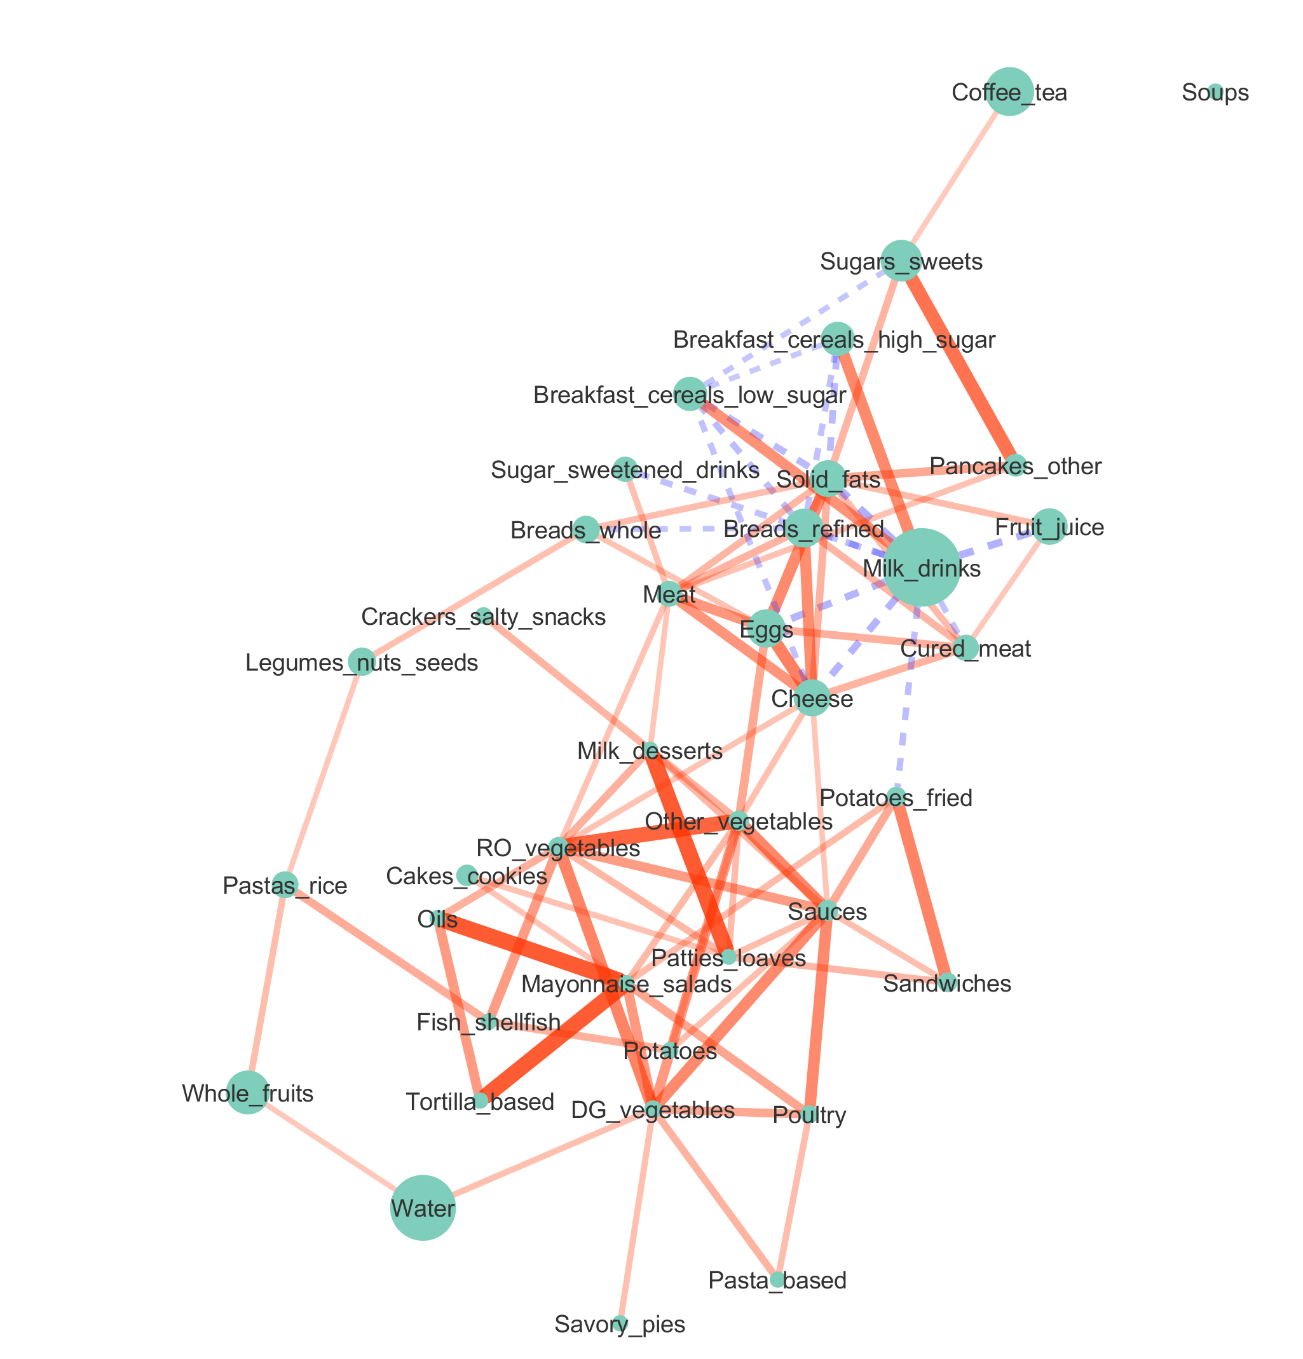 Coffee_tea
Soups
Sugars_sweets
Breakfast_cereals_high_sugar
Breakfast_cereals_low_sugar
Sugar_sweetened_drinks
Pancakes_other
Solid_fats
Breads_whole
Breads_refined
Fruit_juice
Milk_drinks
Meat
Crackers_salty_snacks
Eggs
Cured_meat
Legumes_nuts_seeds
Cheese
Milk_desserts
Potatoes_fried
Other_vegetables
RO_vegetables
Cakes_cookies
Pastas_rice
Oils
Sauces
Patties_loaves
Mayonnaise_salads
Sandwiches
Fish_shellfish
Potatoes
Whole_fruits
Tortilla_based
DG_vegetables
Poultry
Water
Pasta_based
Savory_pies